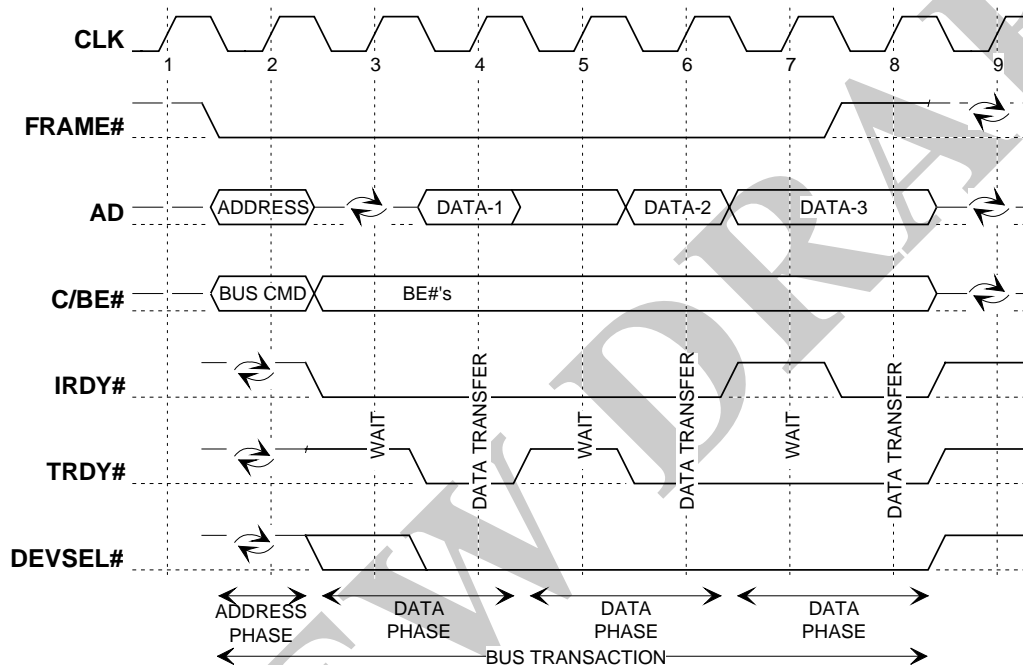 CLK
1 2 3 4 5 6 7 8 9
FRAME#
AD ADDRESS DATA-1 DATA-2 DATA-3
C/BE# BUS CMD BE#'s
IRDY#
WAIT
DATA TRANSFER
WAIT
DATA TRANSFER
WAIT
DATA TRANSFER
TRDY#
DEVSEL#
ADDRESS PHASE
DATA PHASE
DATA PHASE
DATA PHASE
BUS TRANSACTION